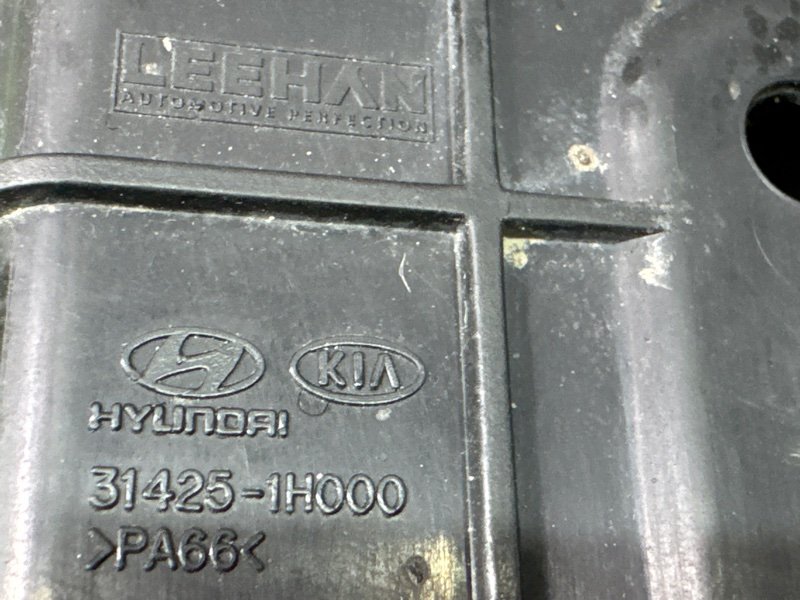 LEEHAN
AUTOMOTIVE PERFECTION
KIA
HYUNDAI
31425-1H000
>PA66<